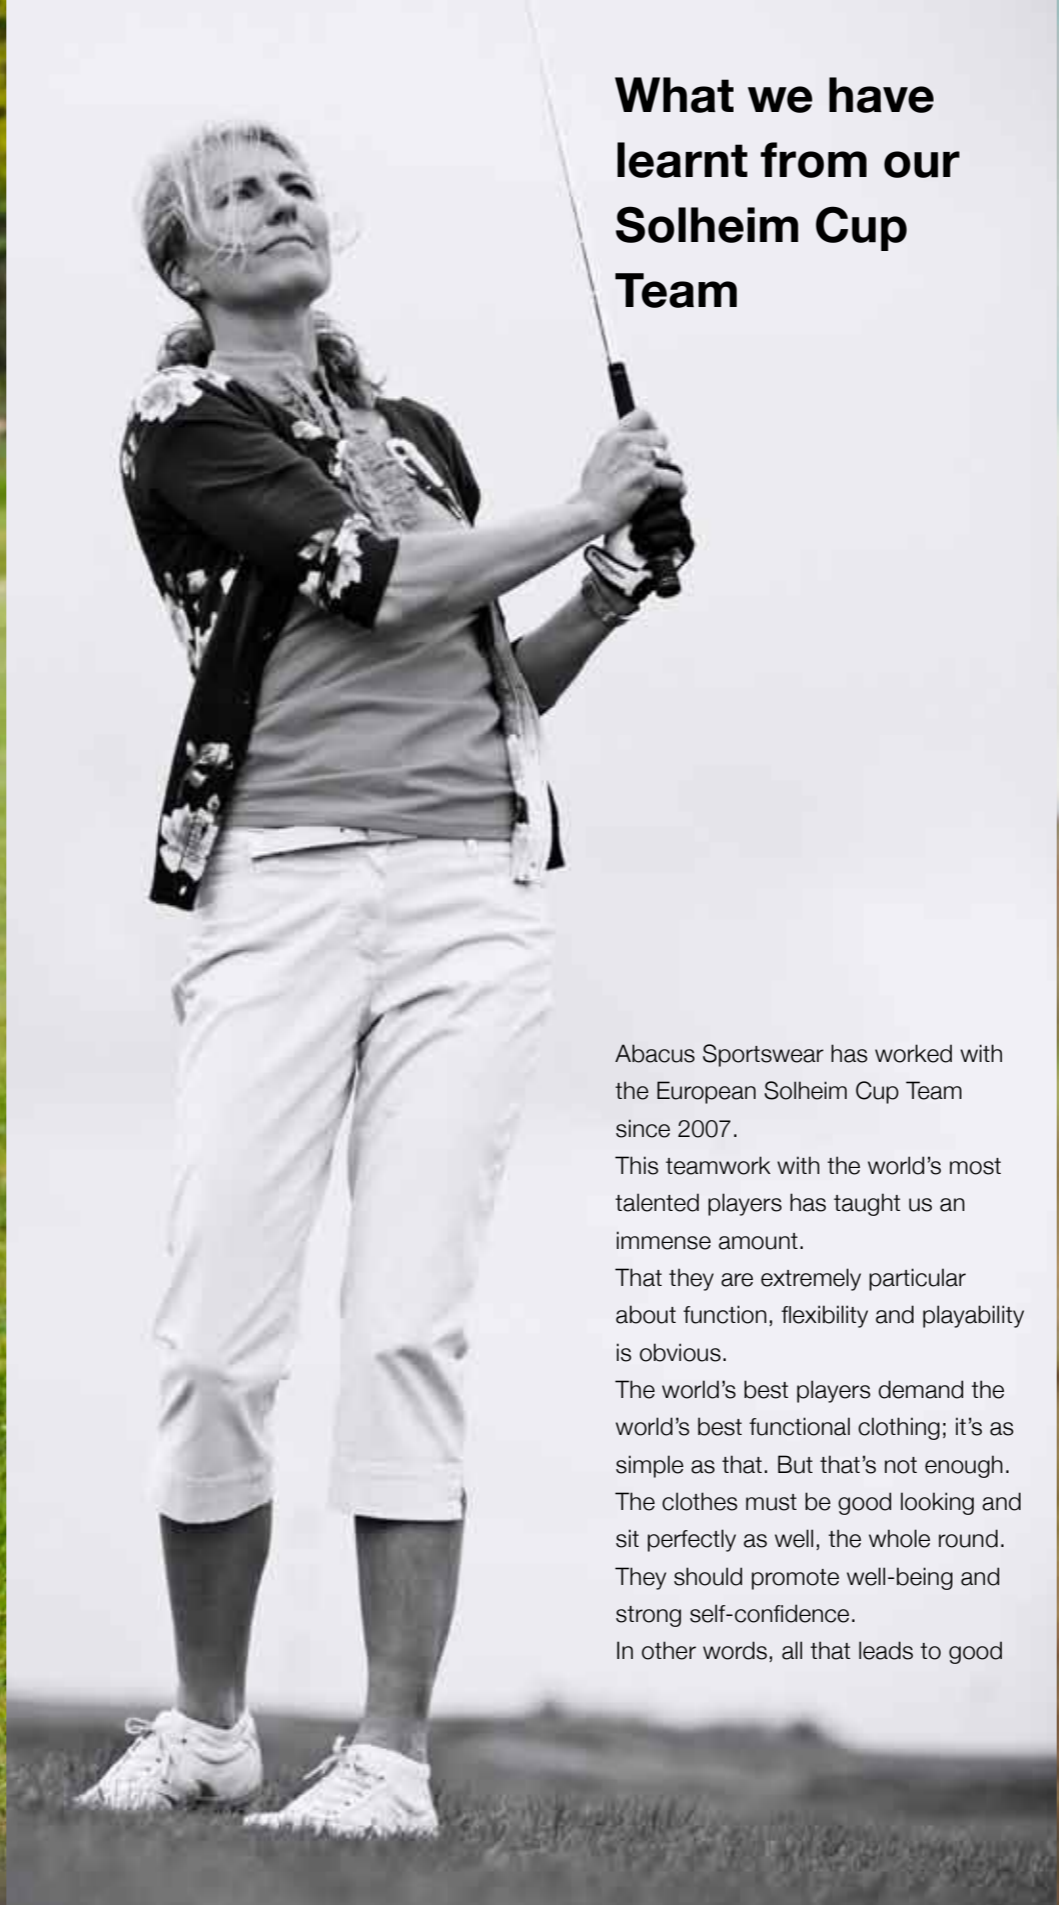 What we have
learnt from our
Solheim Cup
Team
Abacus Sportswear has worked with
the European Solheim Cup Team
since 2007.
This teamwork with the world’s most
talented players has taught us an
immense amount.
That they are extremely particular
about function, flexibility and playability
is obvious.
The world’s best players demand the
world’s best functional clothing; it’s as
simple as that. But that’s not enough.
The clothes must be good looking and
sit perfectly as well, the whole round.
They should promote well-being and
strong self-confidence.
In other words, all that leads to good